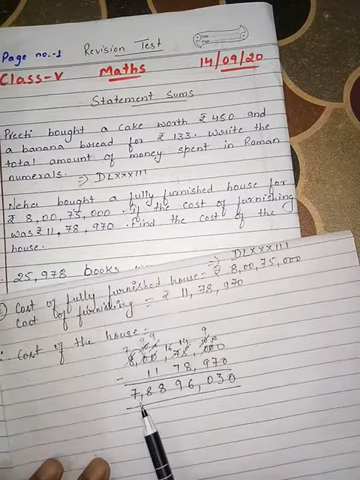 Page no.-1 Revision Test
Class-V Maths 14/09/20
Statement Sums
Preeti bought a cake worth ₹ 450 and
a banana bread for ₹ 133. Write the
total amount of money spent in Roman
numerals. ⇒ DLXXXIII
Neha bought a fully furnished house for
₹ 8,00,75,000. If the cost of furnishing
was ₹ 11,78,970. Find the cost of the
house.
25,978 books
DLXXXIII
Cost of fully furnished house = ₹ 8,00,75,000
Cost of furnishing = ₹ 11,78,970
Cost of the house =
- 11 78,970
7,88 96,030